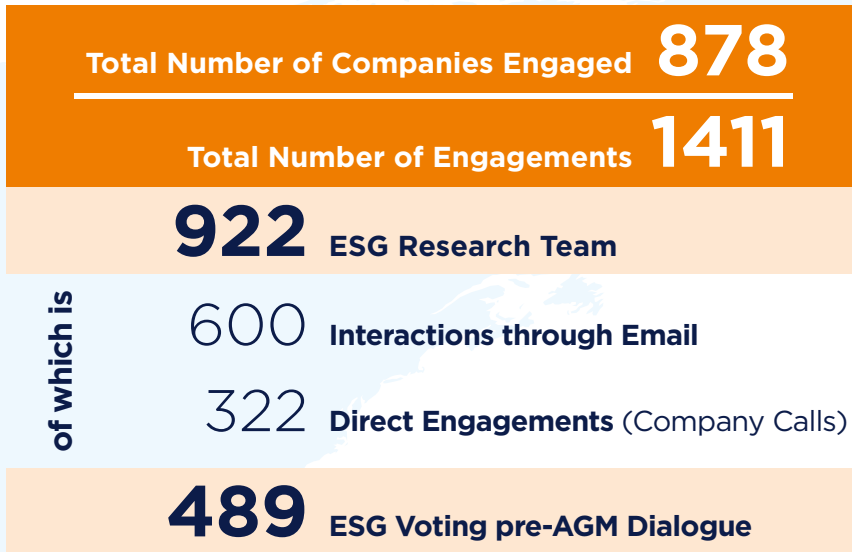 Total Number of Companies Engaged 878
Total Number of Engagements 1411
922 ESG Research Team
of which is
600 Interactions through Email
322 Direct Engagements (Company Calls)
489 ESG Voting pre-AGM Dialogue